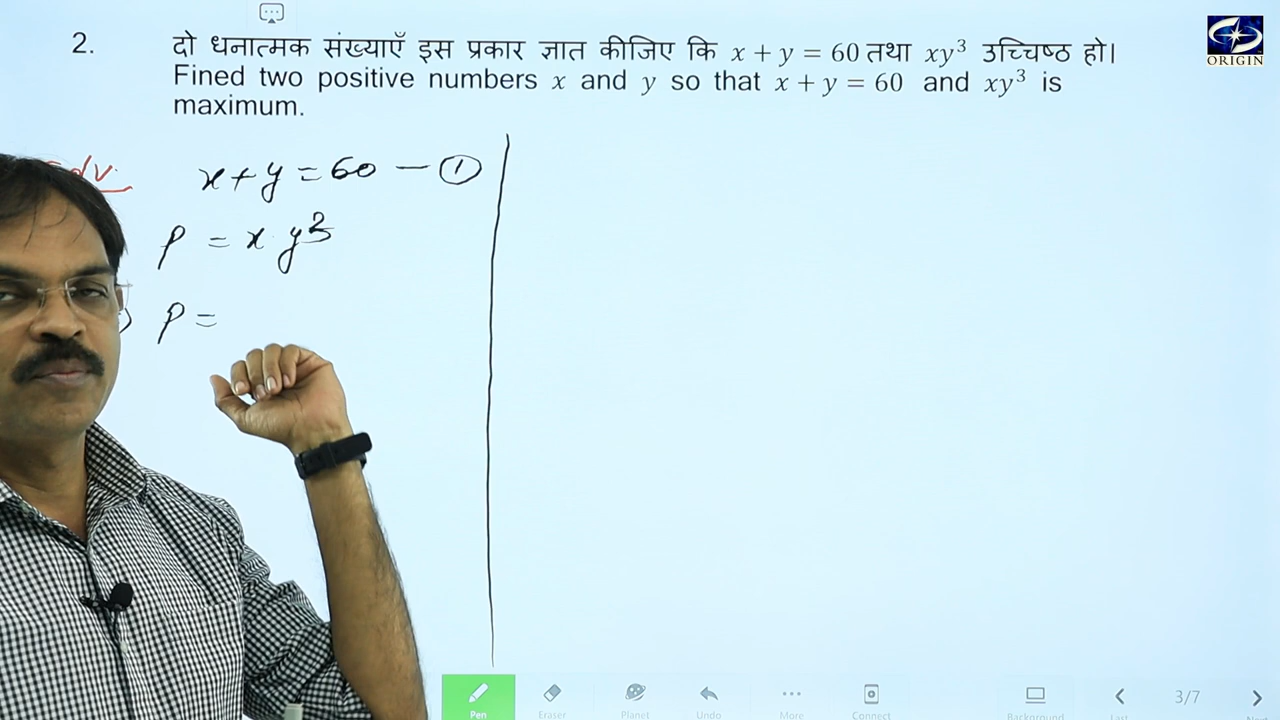 2. दो धनात्मक संख्याएँ इस प्रकार ज्ञात कीजिए कि x + y = 60 तथा xy³ उच्चिष्ठ हो।
Fined two positive numbers x and y so that x + y = 60 and xy³ is
maximum.
x + y = 60 — ①
P = x y³
P =
ORIGIN
Pen
Eraser
Planet
Undo
More
Connect
Background
Last
3/7